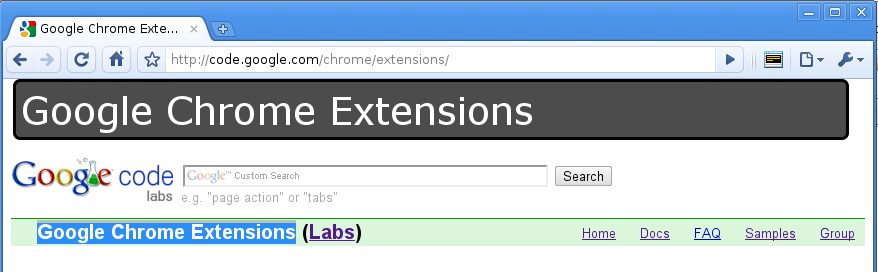 Google Chrome Exte...
http://code.google.com/chrome/extensions/
Google Chrome Extensions
Google code
labs
Google™ Custom Search
Search
e.g. "page action" or "tabs"
Google Chrome Extensions (Labs)
Home Docs FAQ Samples Group